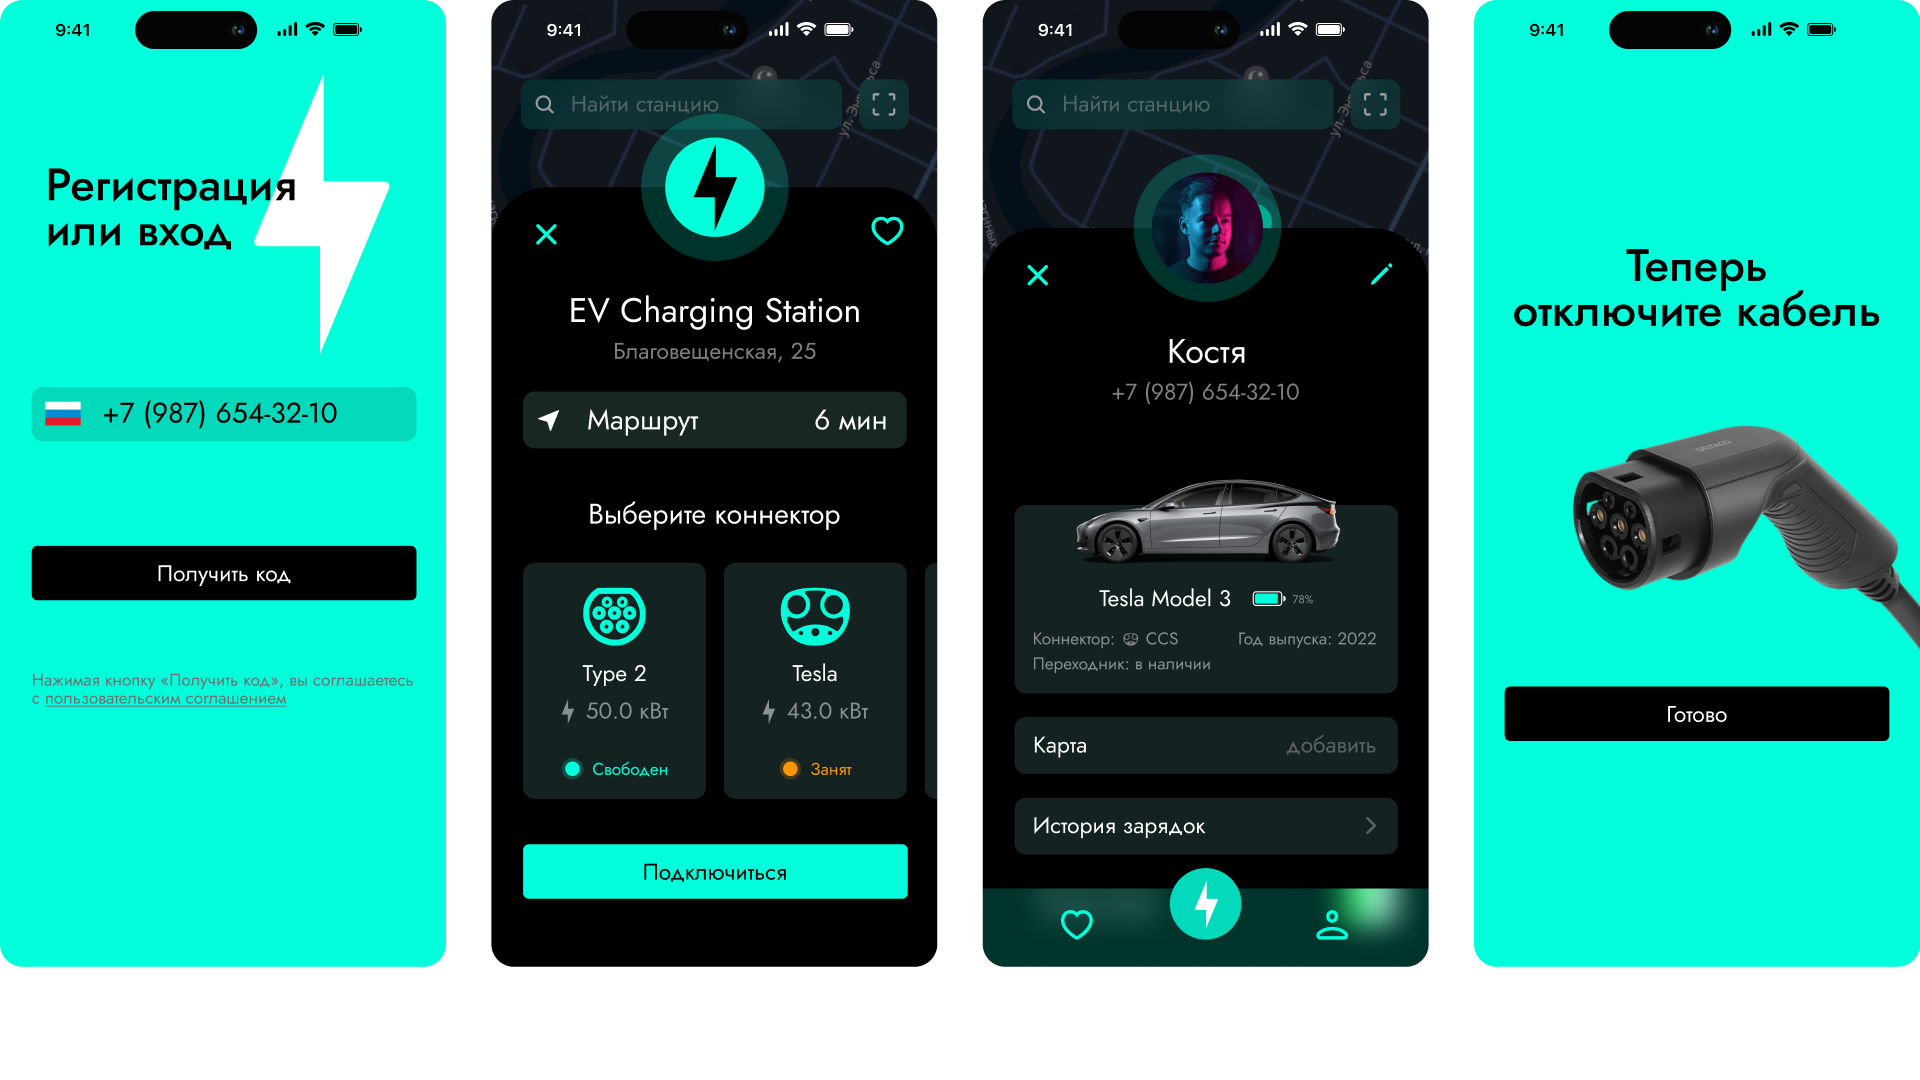 9:41
Регистрация
или вход
+7 (987) 654-32-10
Получить код
Нажимая кнопку «Получить код», вы соглашаетесь
с пользовательским соглашением
9:41
Найти станцию
EV Charging Station
Благовещенская, 25
Маршрут 6 мин
Выберите коннектор
Type 2
50.0 кВт
Свободен
Tesla
43.0 кВт
Занят
Подключиться
9:41
Найти станцию
Костя
+7 (987) 654-32-10
Tesla Model 3 78%
Коннектор: CCS Год выпуска: 2022
Переходник: в наличии
Карта добавить
История зарядок
9:41
Теперь
отключите кабель
DELTACO
Готово